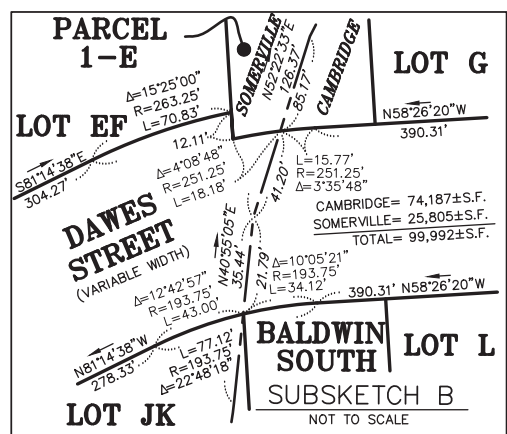 PARCEL
1-E
SOMERVILLE
N52°22'33"E
126.37'
85.17'
CAMBRIDGE
LOT G
Δ=15°25'00"
R=263.25'
L=70.83'
LOT EF
N58°26'20"W
390.31'
S81°14'38"E
304.27'
12.11'
Δ=4°08'48"
R=251.25'
L=18.18'
L=15.77'
R=251.25'
Δ=3°35'48"
41.20'
CAMBRIDGE= 74,187±S.F.
SOMERVILLE= 25,805±S.F.
TOTAL= 99,992±S.F.
DAWES
STREET
(VARIABLE WIDTH)
N40°55'05"E
35.44'
21.79'
Δ=10°05'21"
R=193.75'
L=34.12'
Δ=12°42'57"
R=193.75'
L=43.00'
390.31' N58°26'20"W
N81°14'38"W
278.33'
L=77.12'
R=193.75'
Δ=22°48'18"
BALDWIN
SOUTH
LOT L
LOT JK
SUBSKETCH B
NOT TO SCALE